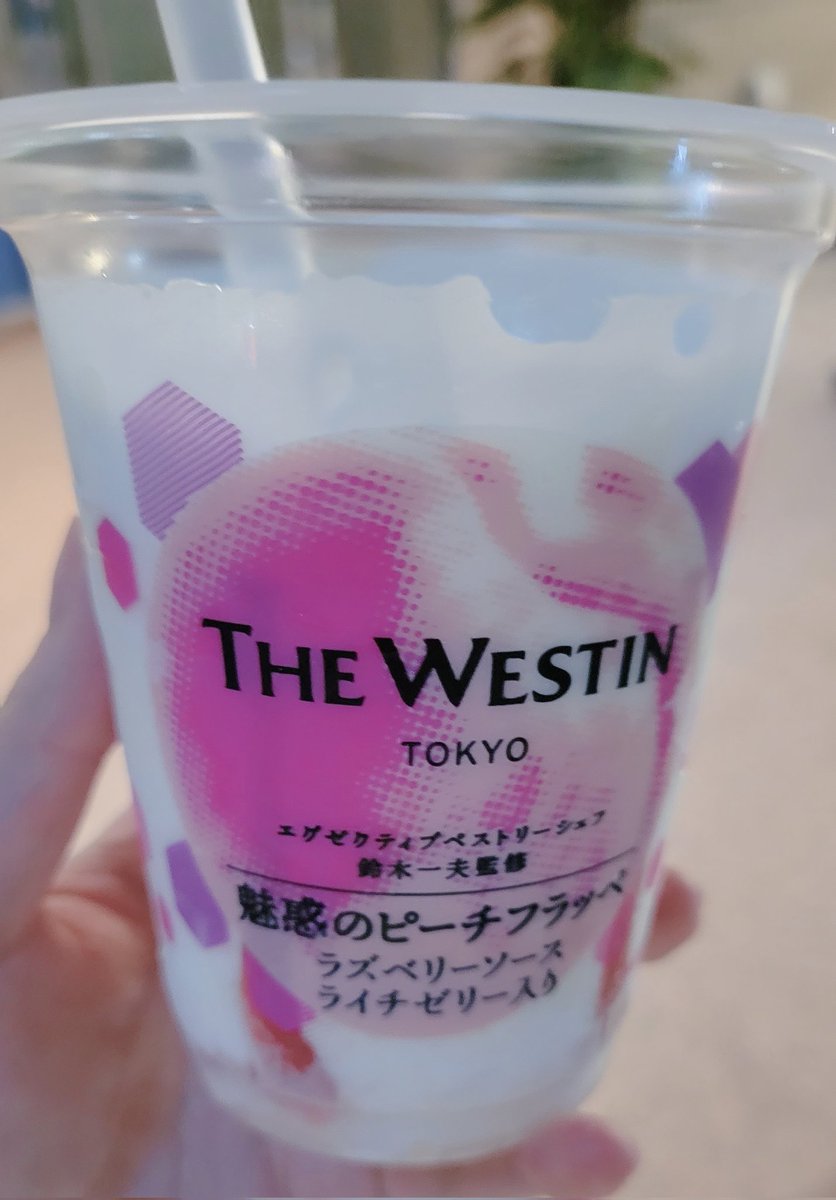 THE WESTIN
TOKYO
エグゼクティブペストリーシェフ
鈴木一夫監修
魅惑のピーチフラッペ
ラズベリーソース
ライチゼリー入り